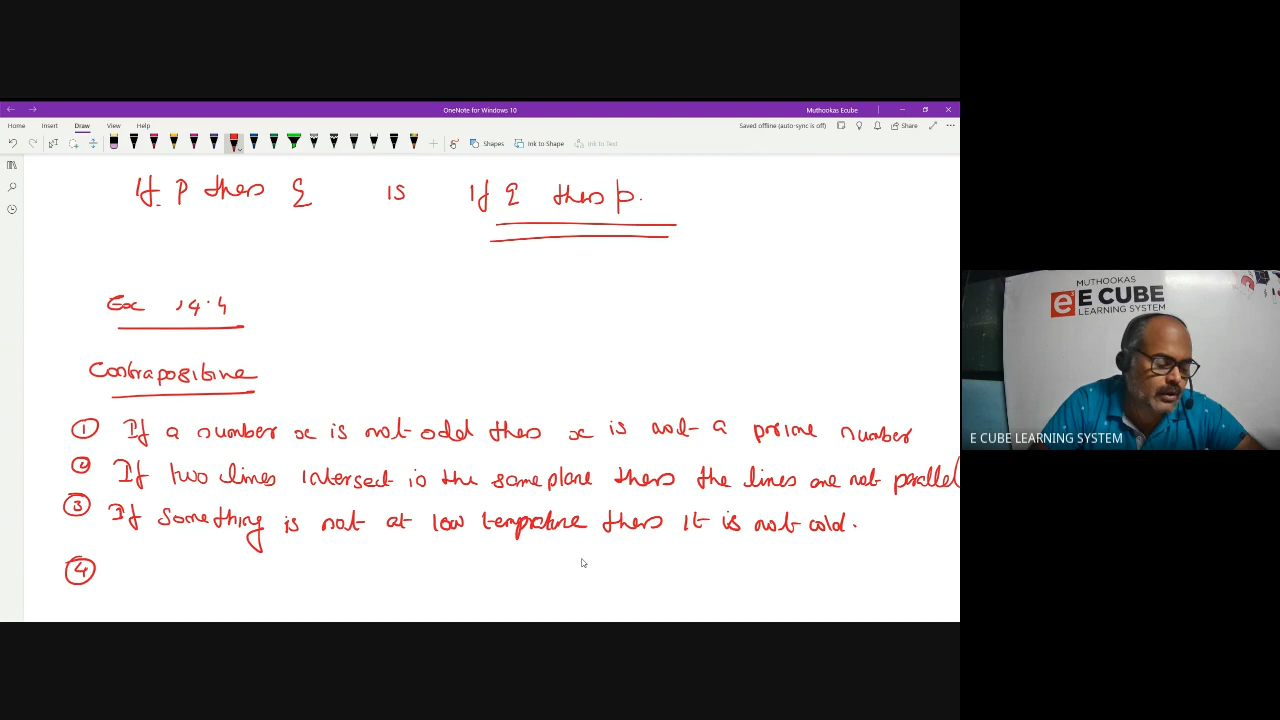 OneNote for Windows 10
Muthookas Ecube
Home Insert Draw View Help
Saved offline (auto-sync is off)
Share
Shapes
Ink to Shape
Ink to Text
If p then q is If q then p.
Ex 14.4
Contrapositive
① If a number x is not odd then x is not a prime number
② If two lines intersect in the same plane then the lines are not parallel
③ If something is not at low temprature then it is not cold.
④
MUTHOOKAS
e3 E CUBE
LEARNING SYSTEM
E CUBE LEARNING SYSTEM